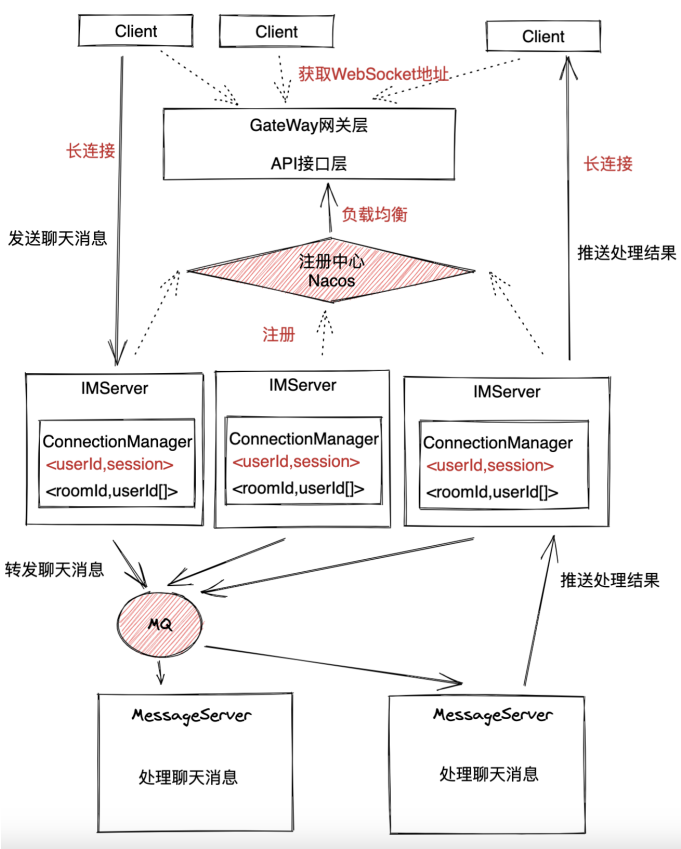 Client
Client
Client
获取WebSocket地址
GateWay网关层
API接口层
长连接
长连接
负载均衡
发送聊天消息
推送处理结果
注册中心
Nacos
注册
IMServer
ConnectionManager
<userId,session>
<roomId,userId[]>
IMServer
ConnectionManager
<userId,session>
<roomId,userId[]>
IMServer
ConnectionManager
<userId,session>
<roomId,userId[]>
转发聊天消息
推送处理结果
MQ
MessageServer
处理聊天消息
MessageServer
处理聊天消息